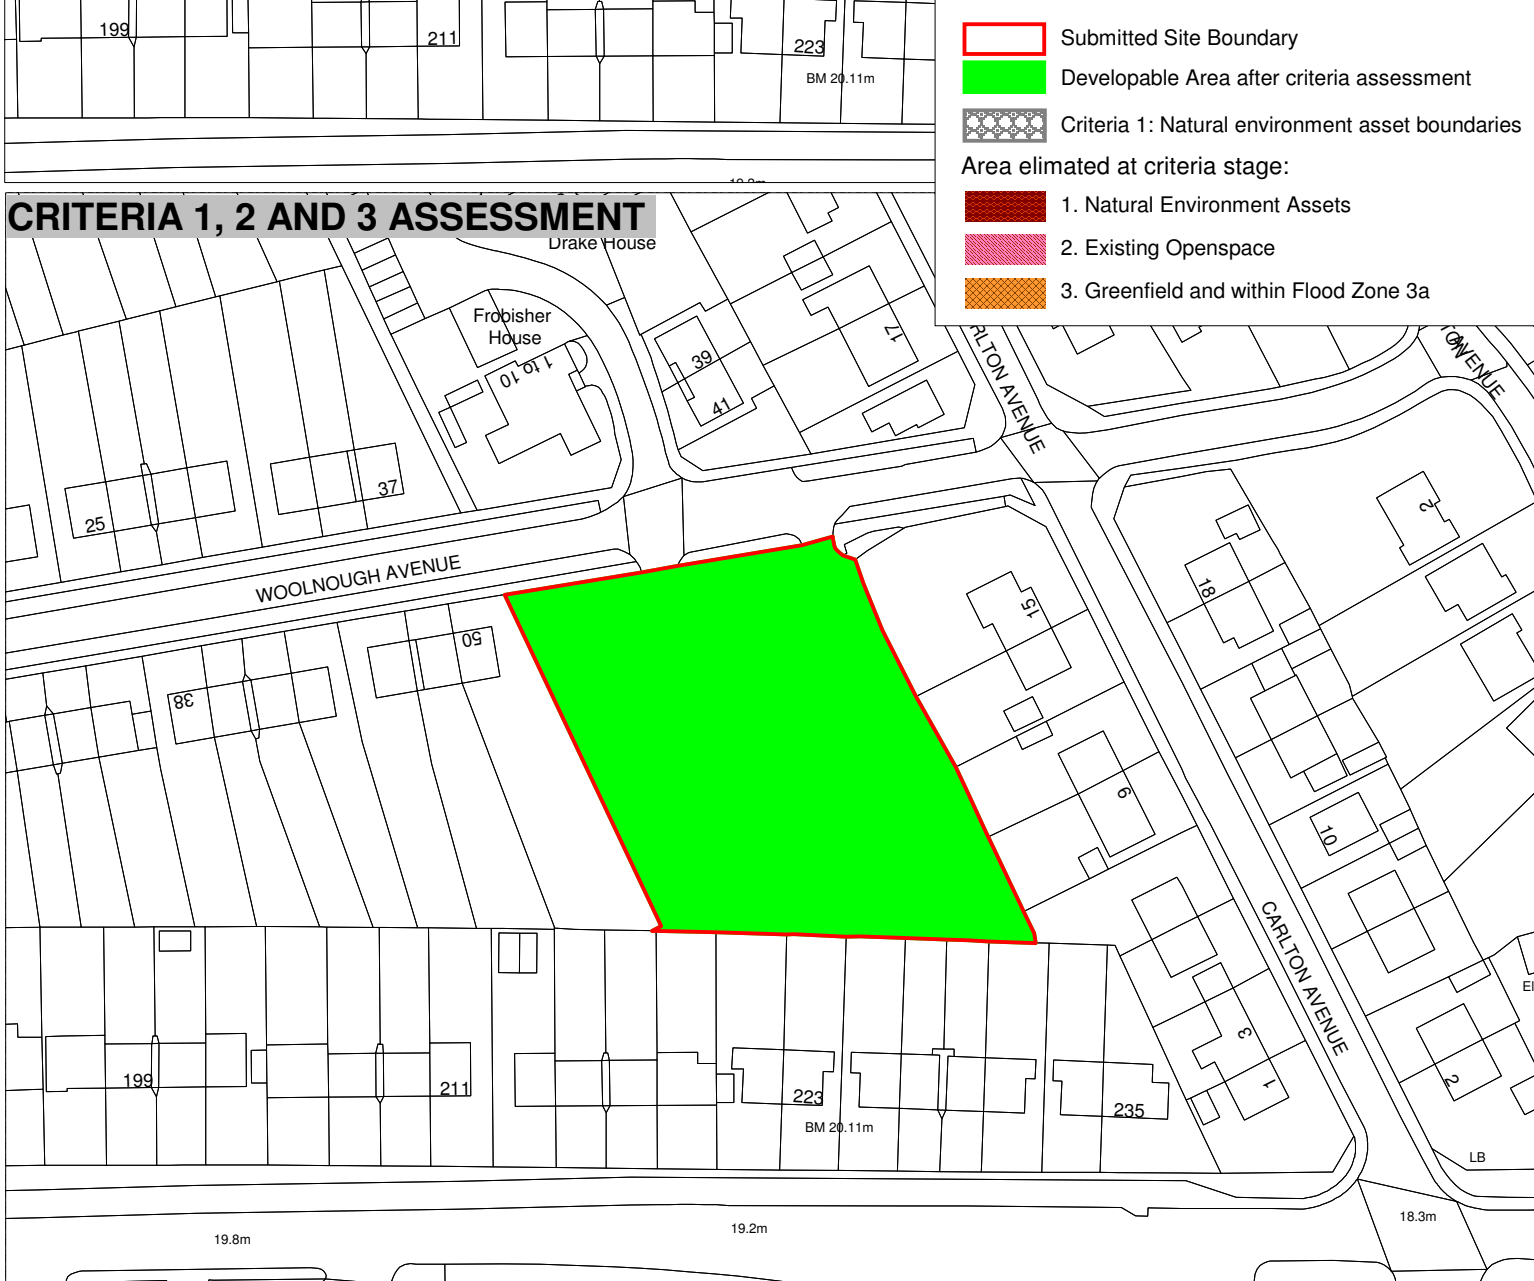 199
211
223
BM 20.11m
Submitted Site Boundary
Developable Area after criteria assessment
Criteria 1: Natural environment asset boundaries
Area elimated at criteria stage:
1. Natural Environment Assets
2. Existing Openspace
3. Greenfield and within Flood Zone 3a
CRITERIA 1, 2 AND 3 ASSESSMENT
Drake House
Frobisher
House
1 to 10
39
41
17
RLTON AVENUE
AVENUE
25
37
WOOLNOUGH AVENUE
50
38
15
18
2
9
10
CARLTON AVENUE
3
1
2
199
211
223
BM 20.11m
235
LB
El
19.8m
19.2m
18.3m